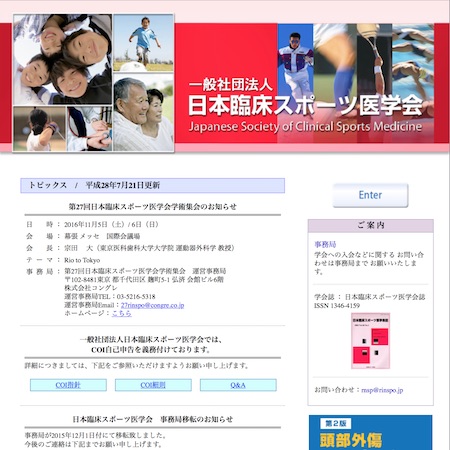 一般社団法人
日本臨床スポーツ医学会
Japanese Society of Clinical Sports Medicine
トピックス / 平成28年7月21日更新
第27回日本臨床スポーツ医学会学術集会のお知らせ
日 時 : 2016年11月5日（土）/ 6日（日）
会 場 : 幕張 メッセ 国際会議場
会 長 : 宗田 大（東京医科歯科大学大学院 運動器外科学 教授）
テ ー マ : Rio to Tokyo
事 務 局 : 第27回日本臨床スポーツ医学会学術集会 運営事務局
〒102-8481東京 都千代田区 麹町5-1 弘済 会館ビル6階
株式会社コングレ
運営事務局TEL：03-5216-5318
運営事務局Email：27rinspo@congre.co.jp
ホームページ：こちら
一般社団法人日本臨床スポーツ医学会では、
COI自己申告を義務付けております。
詳細につきましては、下記をご参照いただけますようお願い申し上げます。
COI指針
COI細則
Q&A
日本臨床スポーツ医学会 事務局移転のお知らせ
事務局が2015年12月1日付にて移転致しました。
今後のご連絡は下記までお願い申し上げます。
Enter
ご 案 内
事務局
学会への入会などに関する お問い合
わせは事務局まで お願いいたしま
す。
学会誌 ： 日本臨床スポーツ医学会誌
ISSN 1346-4159
日本臨床スポーツ医学会誌
お問い合わせ：msp@rinspo.jp
第2版
頭部外傷